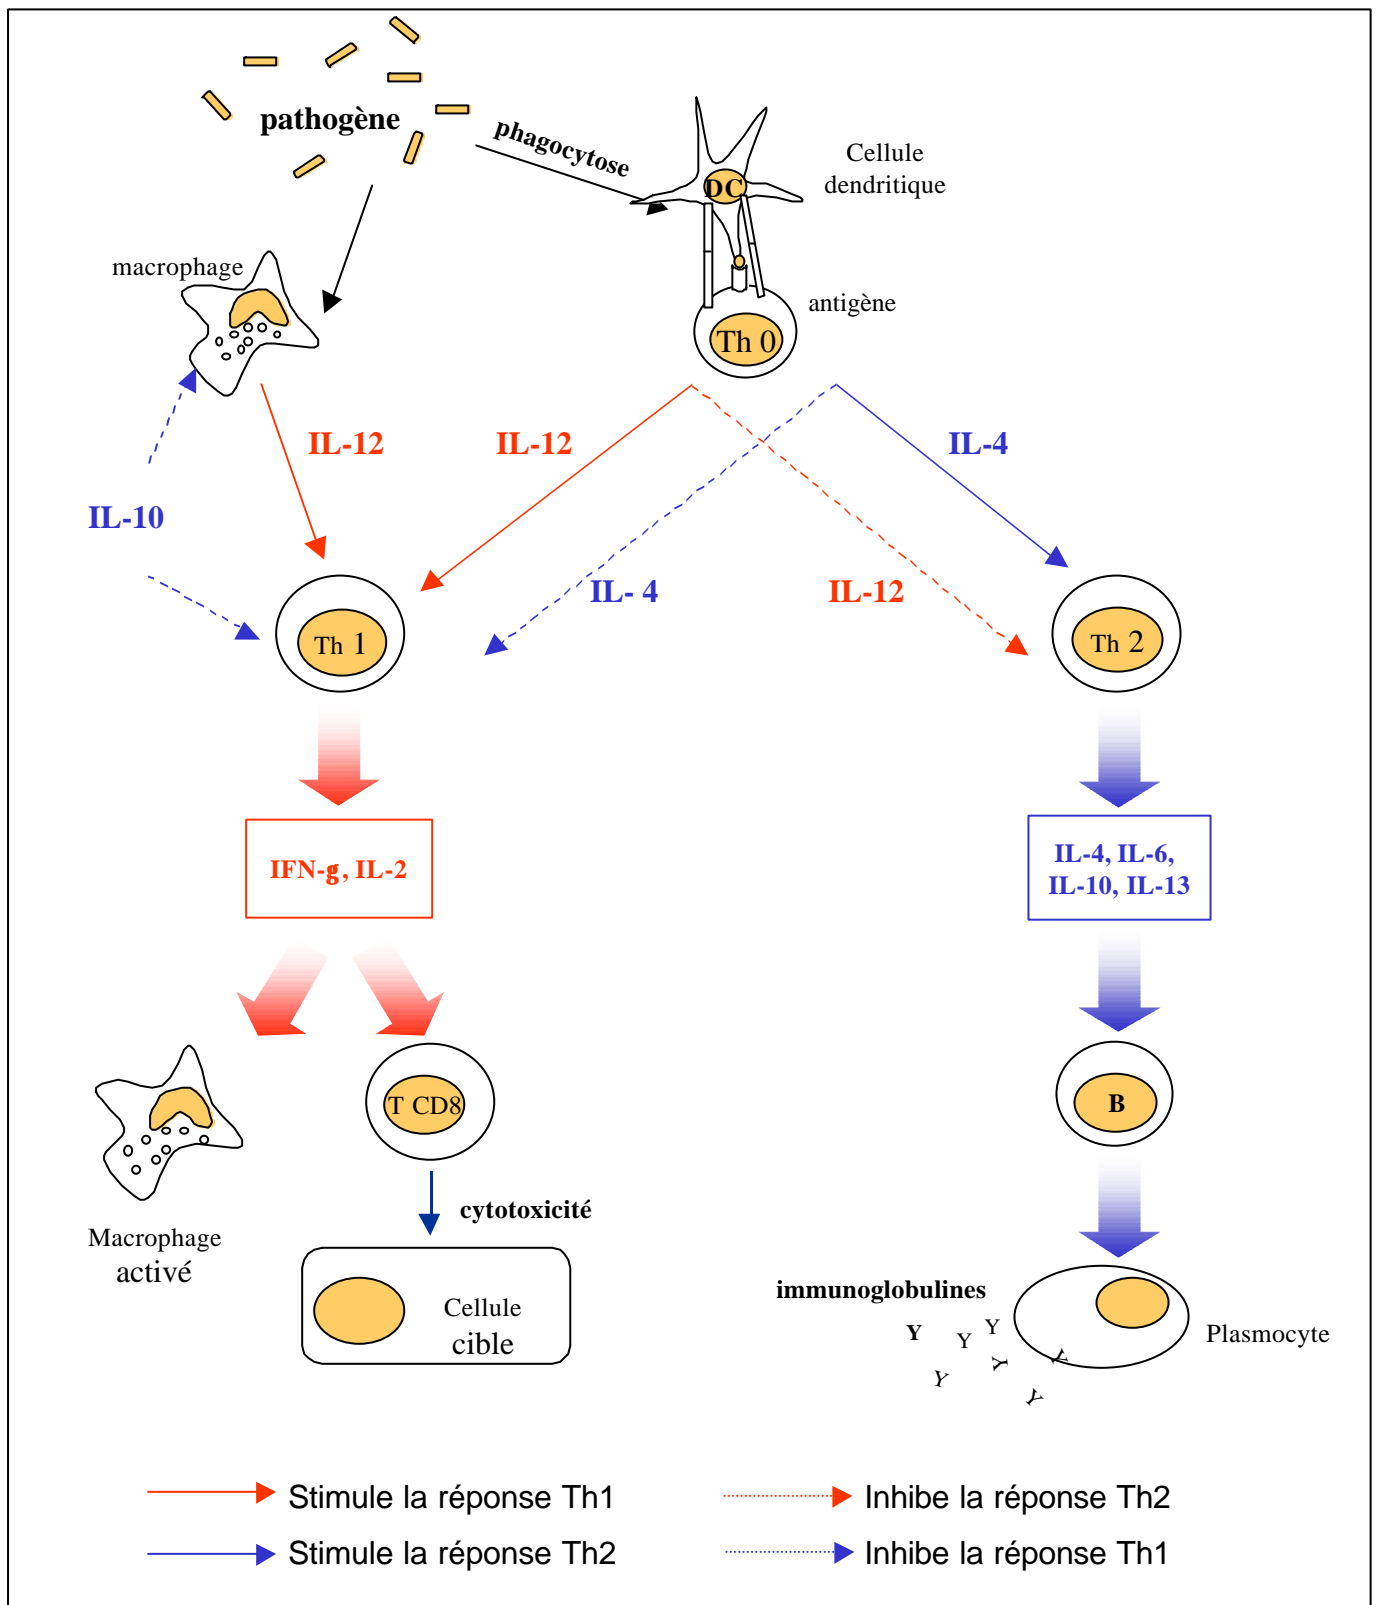 pathogène
phagocytose
DC
Cellule
dendritique
macrophage
antigène
Th 0
IL-12
IL-12
IL-4
IL-10
IL- 4
IL-12
Th 1
Th 2
IFN-g, IL-2
IL-4, IL-6,
IL-10, IL-13
T CD8
B
cytotoxicité
Macrophage
activé
Cellule
cible
immunoglobulines
Y Y Y
Y Y
Y Y
Plasmocyte
Stimule la réponse Th1
Inhibe la réponse Th2
Stimule la réponse Th2
Inhibe la réponse Th1